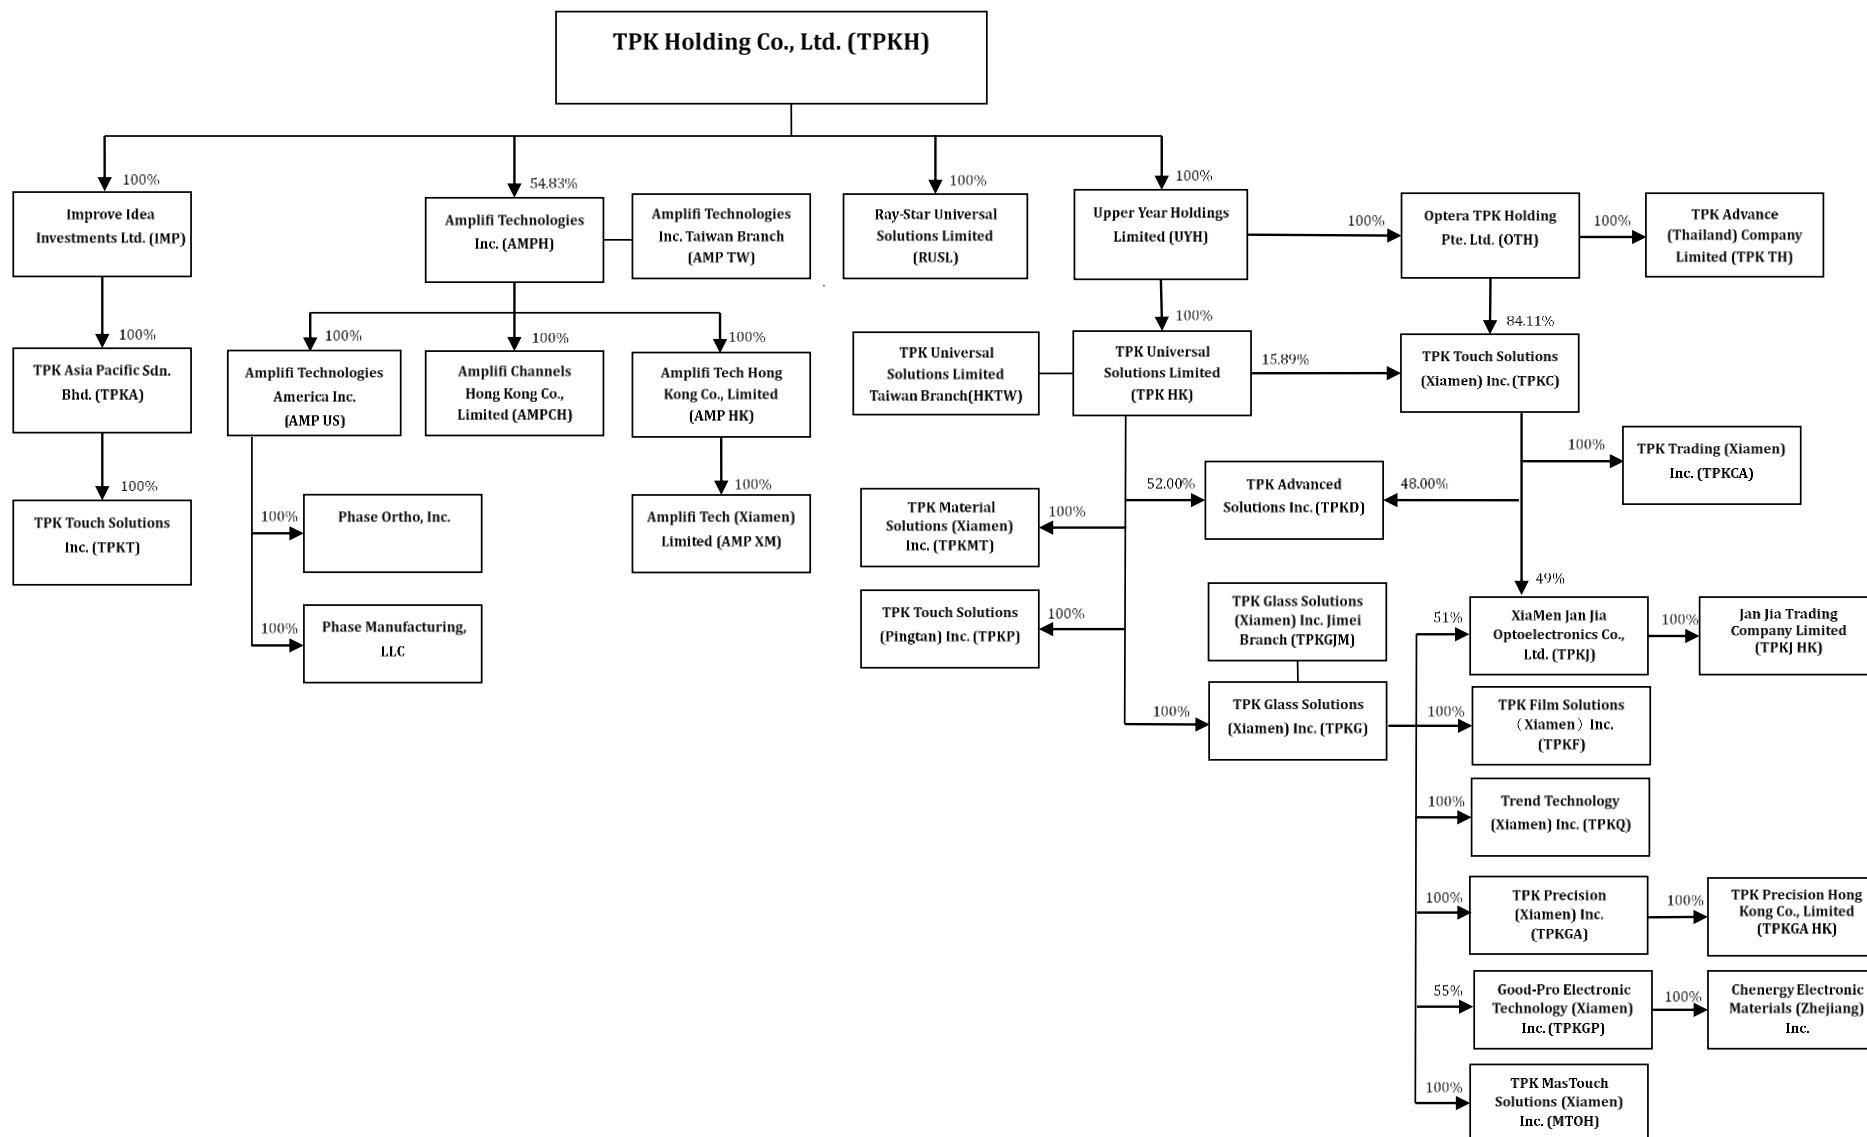 TPK Holding Co., Ltd. (TPKH)
100%
54.83%
100%
100%
Improve Idea
Investments Ltd. (IMP)
Amplifi Technologies
Inc. (AMPH)
Amplifi Technologies
Inc. Taiwan Branch
(AMP TW)
Ray-Star Universal
Solutions Limited
(RUSL)
Upper Year Holdings
Limited (UYH)
100%
Optera TPK Holding
Pte. Ltd. (OTH)
100%
TPK Advance
(Thailand) Company
Limited (TPK TH)
100%
100%
100%
100%
100%
84.11%
TPK Asia Pacific Sdn.
Bhd. (TPKA)
Amplifi Technologies
America Inc.
(AMP US)
Amplifi Channels
Hong Kong Co.,
Limited (AMPCH)
Amplifi Tech Hong
Kong Co., Limited
(AMP HK)
TPK Universal
Solutions Limited
Taiwan Branch(HKTW)
TPK Universal
Solutions Limited
(TPK HK)
15.89%
TPK Touch Solutions
(Xiamen) Inc. (TPKC)
100%
TPK Trading (Xiamen)
Inc. (TPKCA)
100%
TPK Touch Solutions
Inc. (TPKT)
100%
Phase Ortho, Inc.
100%
Amplifi Tech (Xiamen)
Limited (AMP XM)
TPK Material
Solutions (Xiamen)
Inc. (TPKMT)
100%
52.00%
TPK Advanced
Solutions Inc. (TPKD)
48.00%
100%
Phase Manufacturing,
LLC
TPK Touch Solutions
(Pingtan) Inc. (TPKP)
100%
TPK Glass Solutions
(Xiamen) Inc. Jimei
Branch (TPKGJM)
49%
51%
XiaMen Jan Jia
Optoelectronics Co.,
Ltd. (TPKJ)
100%
Jan Jia Trading
Company Limited
(TPKJ HK)
100%
TPK Glass Solutions
(Xiamen) Inc. (TPKG)
100%
TPK Film Solutions
（Xiamen）Inc.
(TPKF)
100%
Trend Technology
(Xiamen) Inc. (TPKQ)
100%
TPK Precision
(Xiamen) Inc.
(TPKGA)
100%
TPK Precision Hong
Kong Co., Limited
(TPKGA HK)
55%
Good-Pro Electronic
Technology (Xiamen)
Inc. (TPKGP)
100%
Chenergy Electronic
Materials (Zhejiang)
Inc.
100%
TPK MasTouch
Solutions (Xiamen)
Inc. (MTOH)